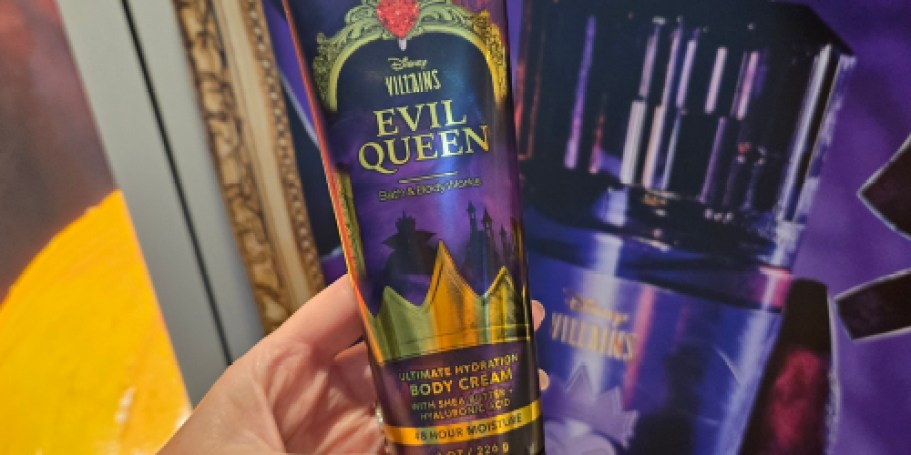 Disney
VILLAINS
EVIL
QUEEN
Bath & Body Works
ULTIMATE HYDRATION
BODY CREAM
WITH SHEA BUTTER +
HYALURONIC ACID
48 HOUR MOISTURE
226 g
Disney
VILLAINS